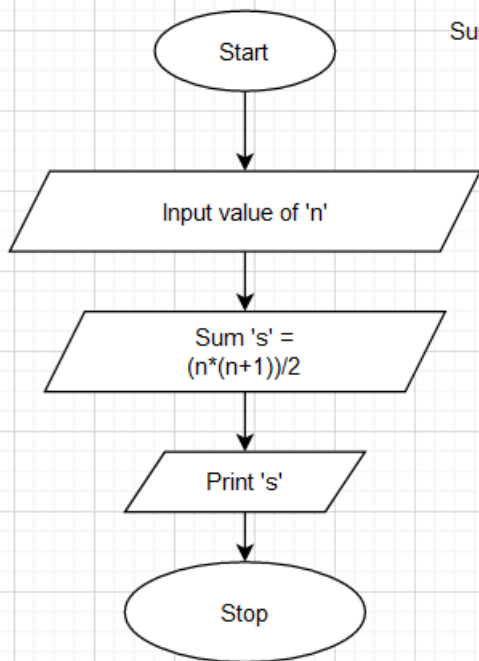 Start
Input value of 'n'
Sum 's' =
(n*(n+1))/2
Print 's'
Stop